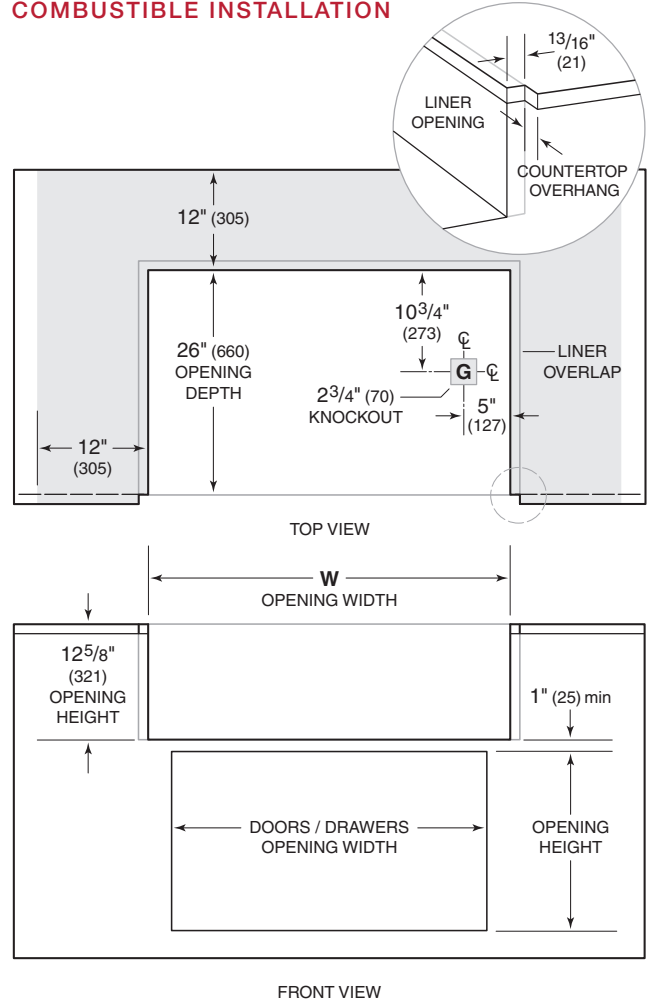 COMBUSTIBLE INSTALLATION
13/16"
(21)
LINER
OPENING
COUNTERTOP
OVERHANG
12" (305)
26" (660)
OPENING
DEPTH
10 3/4"
(273)
℄
G
℄
2 3/4" (70)
KNOCKOUT
5"
(127)
LINER
OVERLAP
12"
(305)
TOP VIEW
W
OPENING WIDTH
12 5/8"
(321)
OPENING
HEIGHT
1" (25) min
DOORS / DRAWERS
OPENING WIDTH
OPENING
HEIGHT
FRONT VIEW